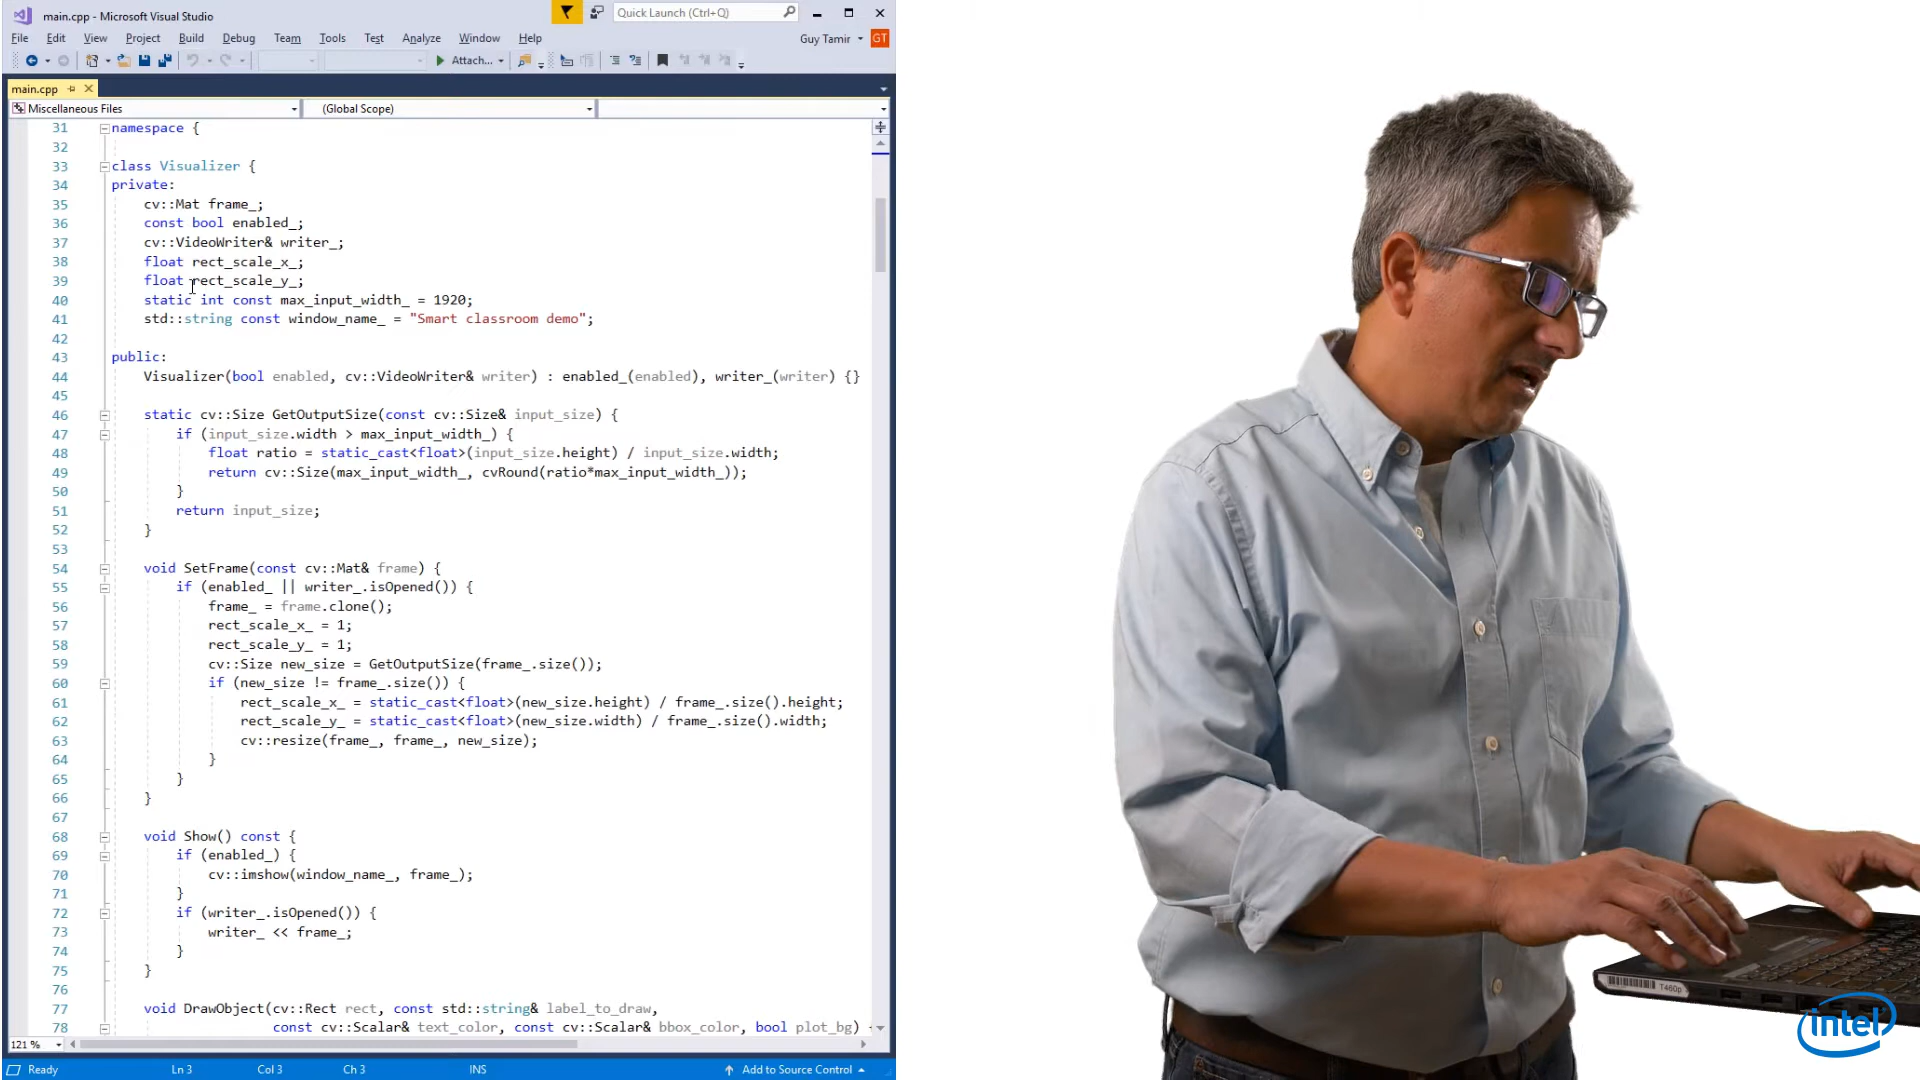 main.cpp - Microsoft Visual Studio
Quick Launch (Ctrl+Q)
File Edit View Project Build Debug Team Tools Test Analyze Window Help
Guy Tamir GT
Attach...
main.cpp
Miscellaneous Files (Global Scope)
31 namespace {
32
33 class Visualizer {
34 private:
35 cv::Mat frame_;
36 const bool enabled_;
37 cv::VideoWriter& writer_;
38 float rect_scale_x_;
39 float rect_scale_y_;
40 static int const max_input_width_ = 1920;
41 std::string const window_name_ = "Smart classroom demo";
42
43 public:
44 Visualizer(bool enabled, cv::VideoWriter& writer) : enabled_(enabled), writer_(writer) {}
45
46 static cv::Size GetOutputSize(const cv::Size& input_size) {
47 if (input_size.width > max_input_width_) {
48 float ratio = static_cast<float>(input_size.height) / input_size.width;
49 return cv::Size(max_input_width_, cvRound(ratio*max_input_width_));
50 }
51 return input_size;
52 }
53
54 void SetFrame(const cv::Mat& frame) {
55 if (enabled_ || writer_.isOpened()) {
56 frame_ = frame.clone();
57 rect_scale_x_ = 1;
58 rect_scale_y_ = 1;
59 cv::Size new_size = GetOutputSize(frame_.size());
60 if (new_size != frame_.size()) {
61 rect_scale_x_ = static_cast<float>(new_size.height) / frame_.size().height;
62 rect_scale_y_ = static_cast<float>(new_size.width) / frame_.size().width;
63 cv::resize(frame_, frame_, new_size);
64 }
65 }
66 }
67
68 void Show() const {
69 if (enabled_) {
70 cv::imshow(window_name_, frame_);
71 }
72 if (writer_.isOpened()) {
73 writer_ << frame_;
74 }
75 }
76
77 void DrawObject(cv::Rect rect, const std::string& label_to_draw,
78 const cv::Scalar& text_color, const cv::Scalar& bbox_color, bool plot_bg)
121 %
Ready Ln 3 Col 3 Ch 3 INS Add to Source Control
T460p
intel